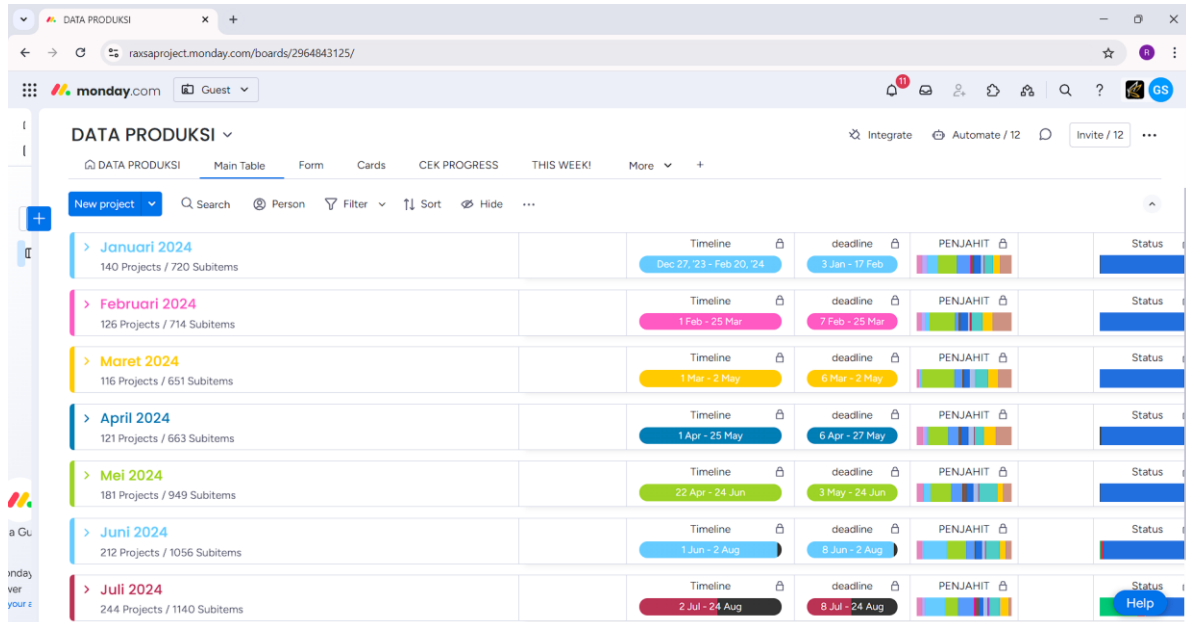 DATA PRODUKSI
raxsaproject.monday.com/boards/2964843125/
monday.com Guest 11 ? GS
DATA PRODUKSI Integrate Automate / 12 Invite / 12
DATA PRODUKSI Main Table Form Cards CEK PROGRESS THIS WEEK! More +
New project Search Person Filter Sort Hide
Januari 2024 Timeline deadline PENJAHIT Status
140 Projects / 720 Subitems Dec 27, '23 - Feb 20, '24 3 Jan - 17 Feb
Februari 2024 Timeline deadline PENJAHIT Status
126 Projects / 714 Subitems 1 Feb - 25 Mar 7 Feb - 25 Mar
Maret 2024 Timeline deadline PENJAHIT Status
116 Projects / 651 Subitems 1 Mar - 2 May 6 Mar - 2 May
April 2024 Timeline deadline PENJAHIT Status
121 Projects / 663 Subitems 1 Apr - 25 May 6 Apr - 27 May
Mei 2024 Timeline deadline PENJAHIT Status
181 Projects / 949 Subitems 22 Apr - 24 Jun 3 May - 24 Jun
Juni 2024 Timeline deadline PENJAHIT Status
a Gu
212 Projects / 1056 Subitems 1 Jun - 2 Aug 8 Jun - 2 Aug
onday
ver
Juli 2024 Timeline deadline PENJAHIT Status
your a
244 Projects / 1140 Subitems 2 Jul - 24 Aug 8 Jul - 24 Aug Help